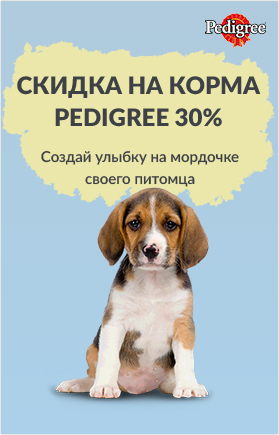 Pedigree
СКИДКА НА КОРМА
PEDIGREE 30%
Создай улыбку на мордочке
своего питомца